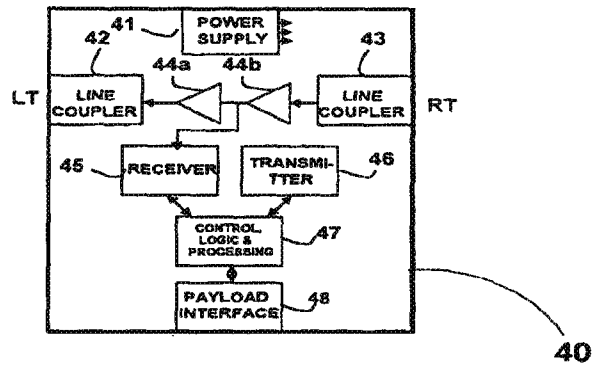 41
POWER
SUPPLY
42
44a
44b
43
LT
LINE
COUPLER
LINE
COUPLER
RT
45
RECEIVER
TRANSMI-
TTER
46
CONTROL,
LOGIC &
PROCESSING
47
PAYLOAD
INTERFACE
48
40